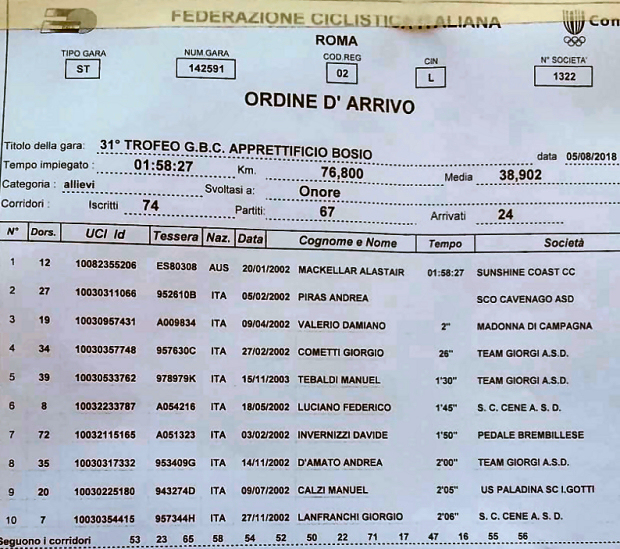 FEDERAZIONE CICLISTICA ITALIANA
ROMA
TIPO GARA NUM.GARA COD.REG CIN N° SOCIETA'
ST 142591 02 L 1322
ORDINE D' ARRIVO
Titolo della gara: 31° TROFEO G.B.C. APPRETTIFICIO BOSIO data 05/08/2018
Tempo impiegato : 01:58:27 Km. 76,800 Media 38,902
Categoria : allievi Svoltasi a: Onore
Corridori : Iscritti 74 Partiti: 67 Arrivati 24
N° Dors. UCI Id Tessera Naz. Data Cognome e Nome Tempo Società
1 12 10082355206 ES80308 AUS 20/01/2002 MACKELLAR ALASTAIR 01:58:27 SUNSHINE COAST CC
2 27 10030311066 952610B ITA 05/02/2002 PIRAS ANDREA SCO CAVENAGO ASD
3 19 10030957431 A009834 ITA 09/04/2002 VALERIO DAMIANO 2" MADONNA DI CAMPAGNA
4 34 10030357748 957630C ITA 27/02/2002 COMETTI GIORGIO 26" TEAM GIORGI A.S.D.
5 39 10030533762 978979K ITA 15/11/2003 TEBALDI MANUEL 1'30" TEAM GIORGI A.S.D.
6 8 10032233787 A054216 ITA 18/05/2002 LUCIANO FEDERICO 1'45" S. C. CENE A. S. D.
7 72 10032115165 A051323 ITA 03/02/2002 INVERNIZZI DAVIDE 1'50" PEDALE BREMBILLESE
8 35 10030317332 953409G ITA 14/11/2002 D'AMATO ANDREA 2'00" TEAM GIORGI A.S.D.
9 20 10030225180 943274D ITA 09/07/2002 CALZI MANUEL 2'05" US PALADINA SC I.GOTTI
10 7 10030354415 957344H ITA 27/11/2002 LANFRANCHI GIORGIO 2'06" S. C. CENE A. S. D.
Seguono i corridori 53 23 65 58 54 52 50 22 71 17 47 16 55 56